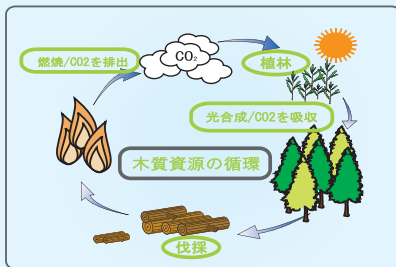 燃焼/CO2を排出
CO₂
植林
光合成/CO2を吸収
木質資源の循環
伐採